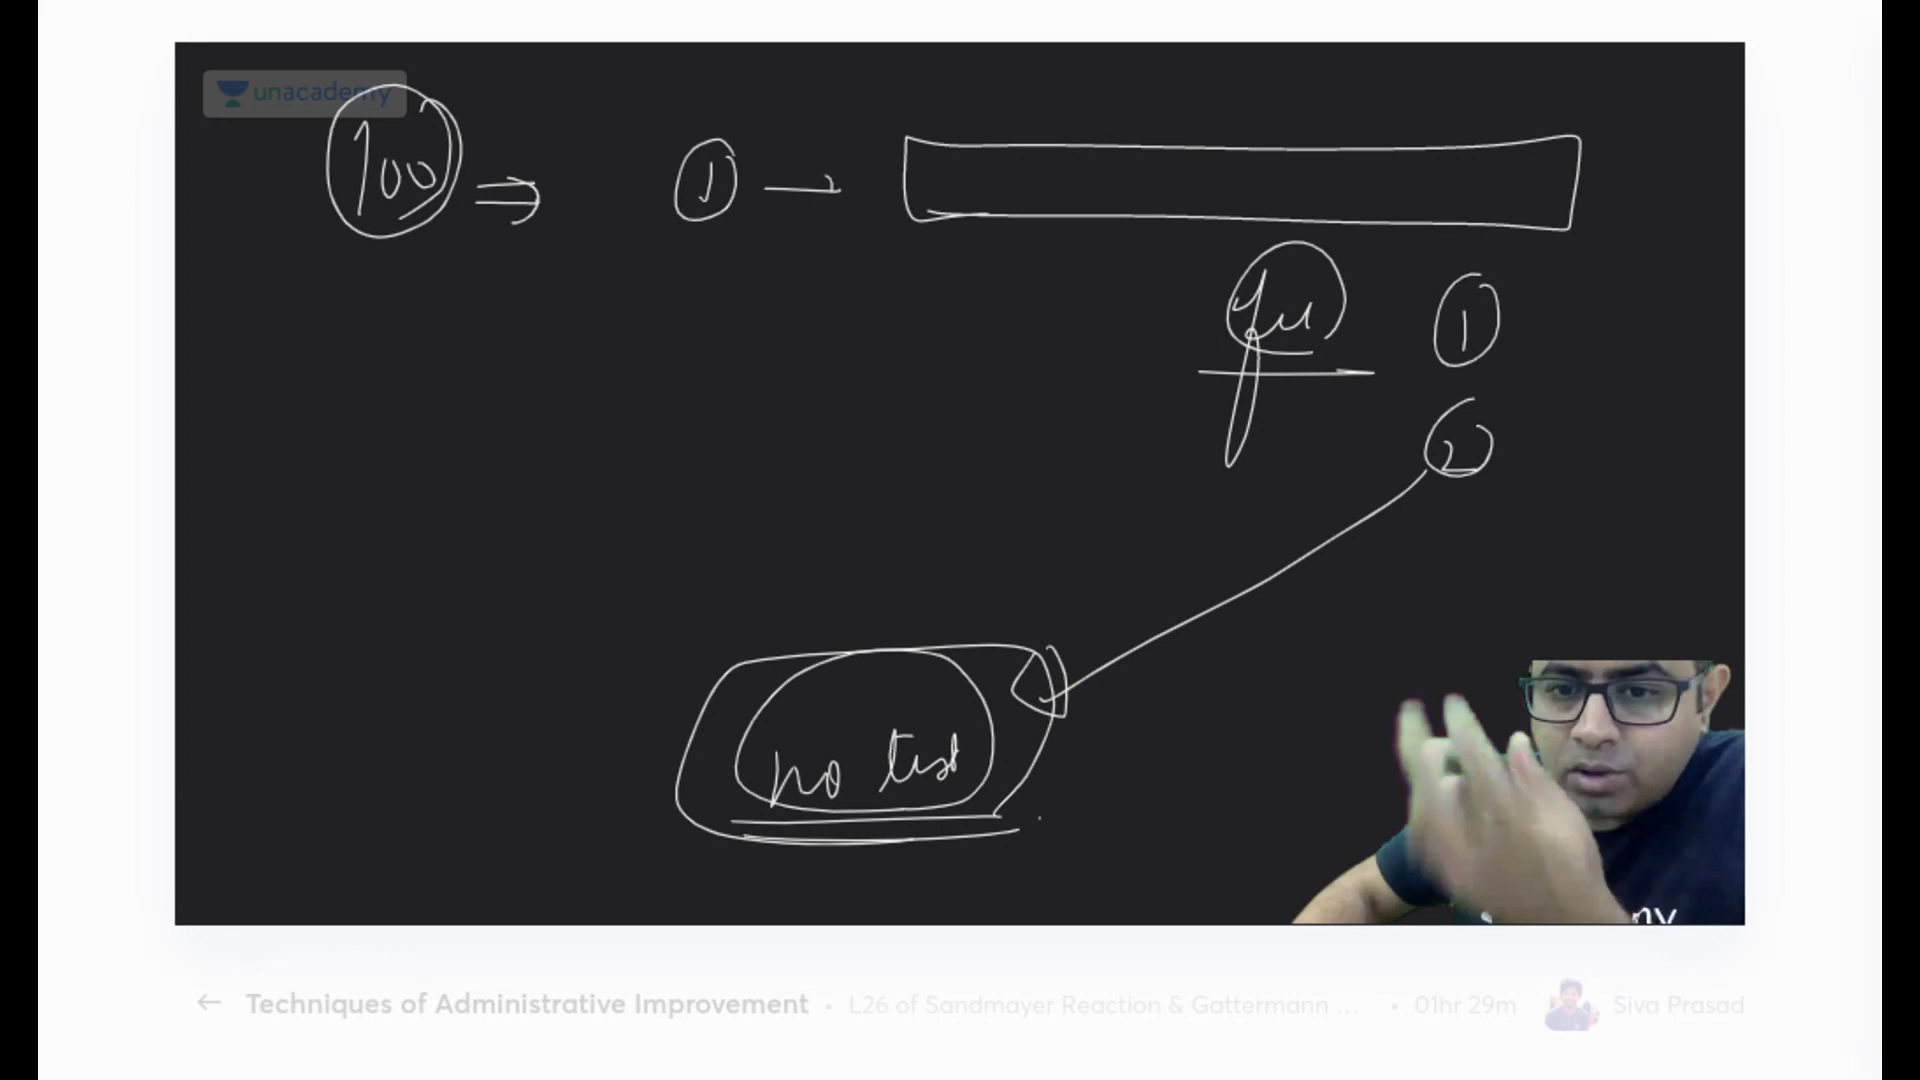 unacademy
100 ⇒ ① →
①
②
no test
ny
← Techniques of Administrative Improvement • L26 of Sandmayer Reaction & Gattermann ... • 01hr 29m Siva Prasad